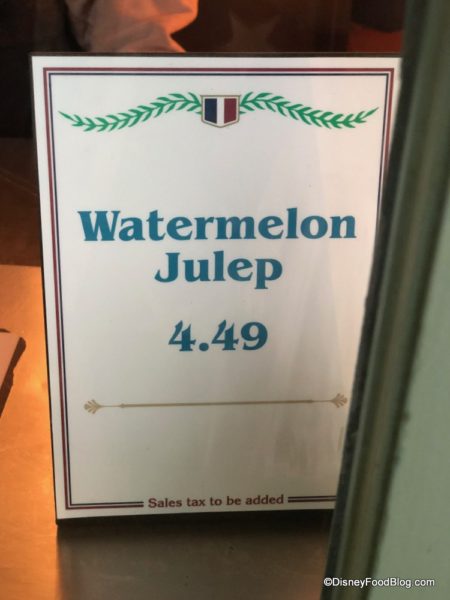 Watermelon
Julep
4.49
Sales tax to be added
©DisneyFoodBlog.com